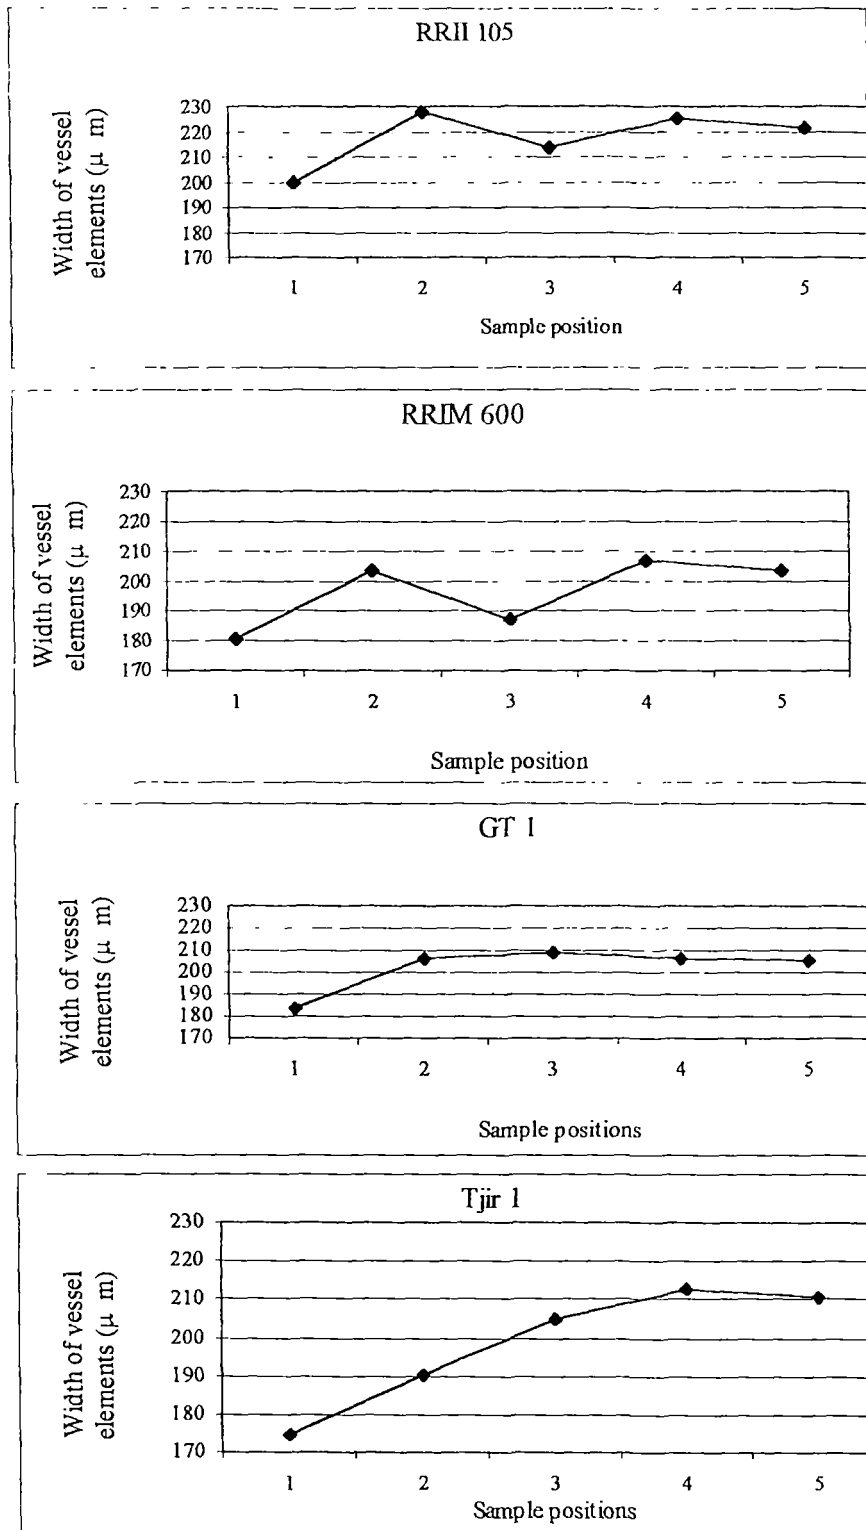 RRII 105
Width of vessel
elements (μ m)
230
220
210
200
190
180
170
1 2 3 4 5
Sample position
RRIM 600
Width of vessel
elements (μ m)
230
220
210
200
190
180
170
1 2 3 4 5
Sample position
GT 1
Width of vessel
elements (μ m)
230
220
210
200
190
180
170
1 2 3 4 5
Sample positions
Tjir 1
Width of vessel
elements (μ m)
230
220
210
200
190
180
170
1 2 3 4 5
Sample positions